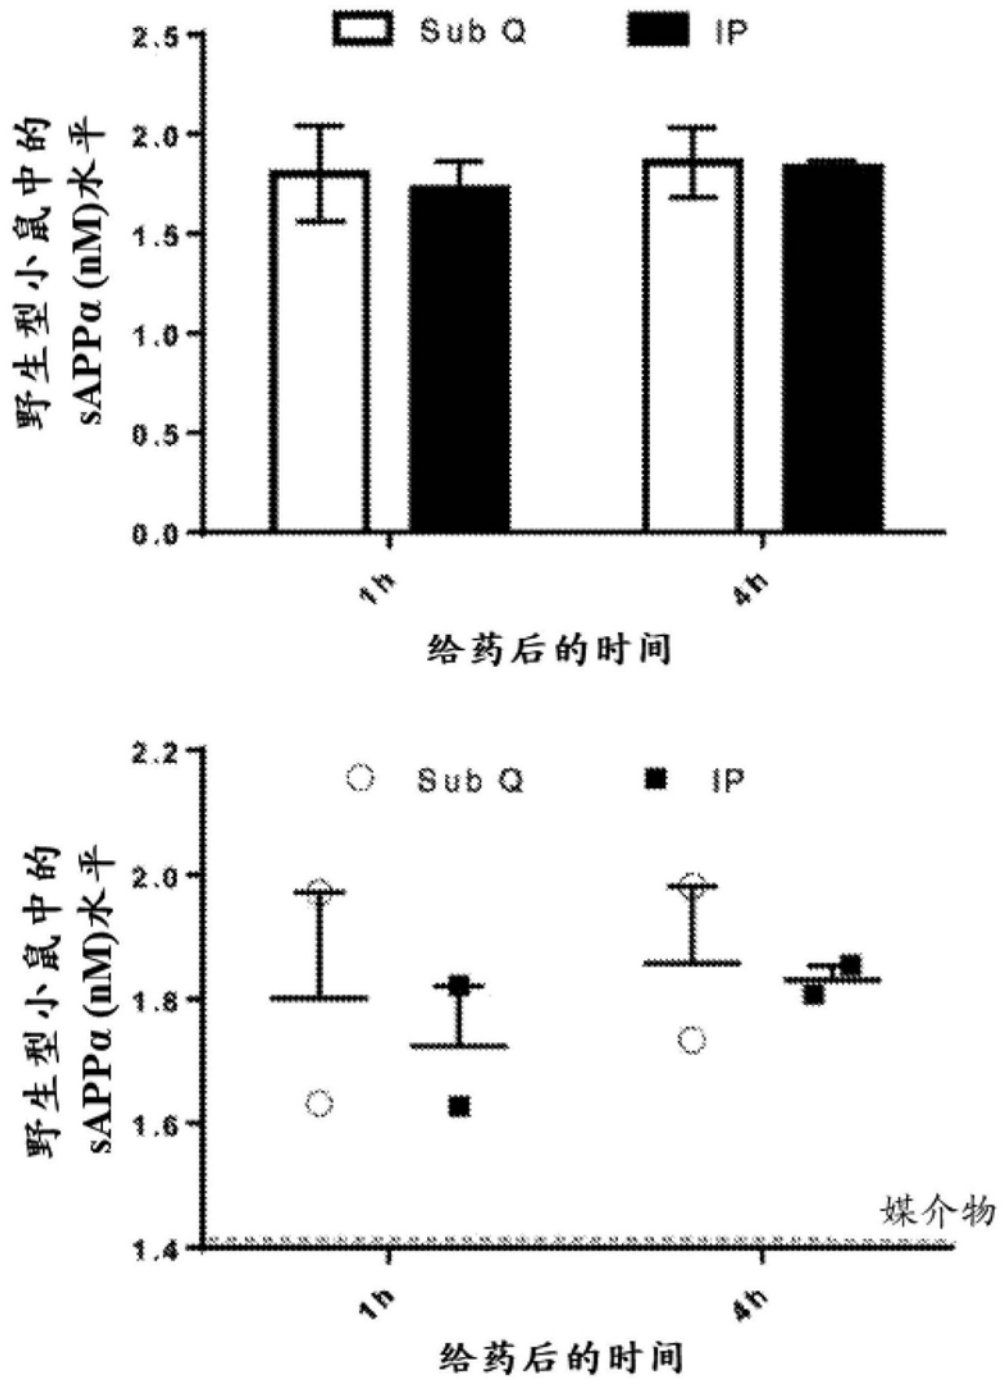 Sub Q IP
2.5
2.0
1.5
1.0
0.5
0.0
野生型小鼠中的
sAPPα (nM)水平
1h 4h
给药后的时间
Sub Q IP
2.2
2.0
1.8
1.6
1.4
野生型小鼠中的
sAPPα (nM)水平
媒介物
1h 4h
给药后的时间